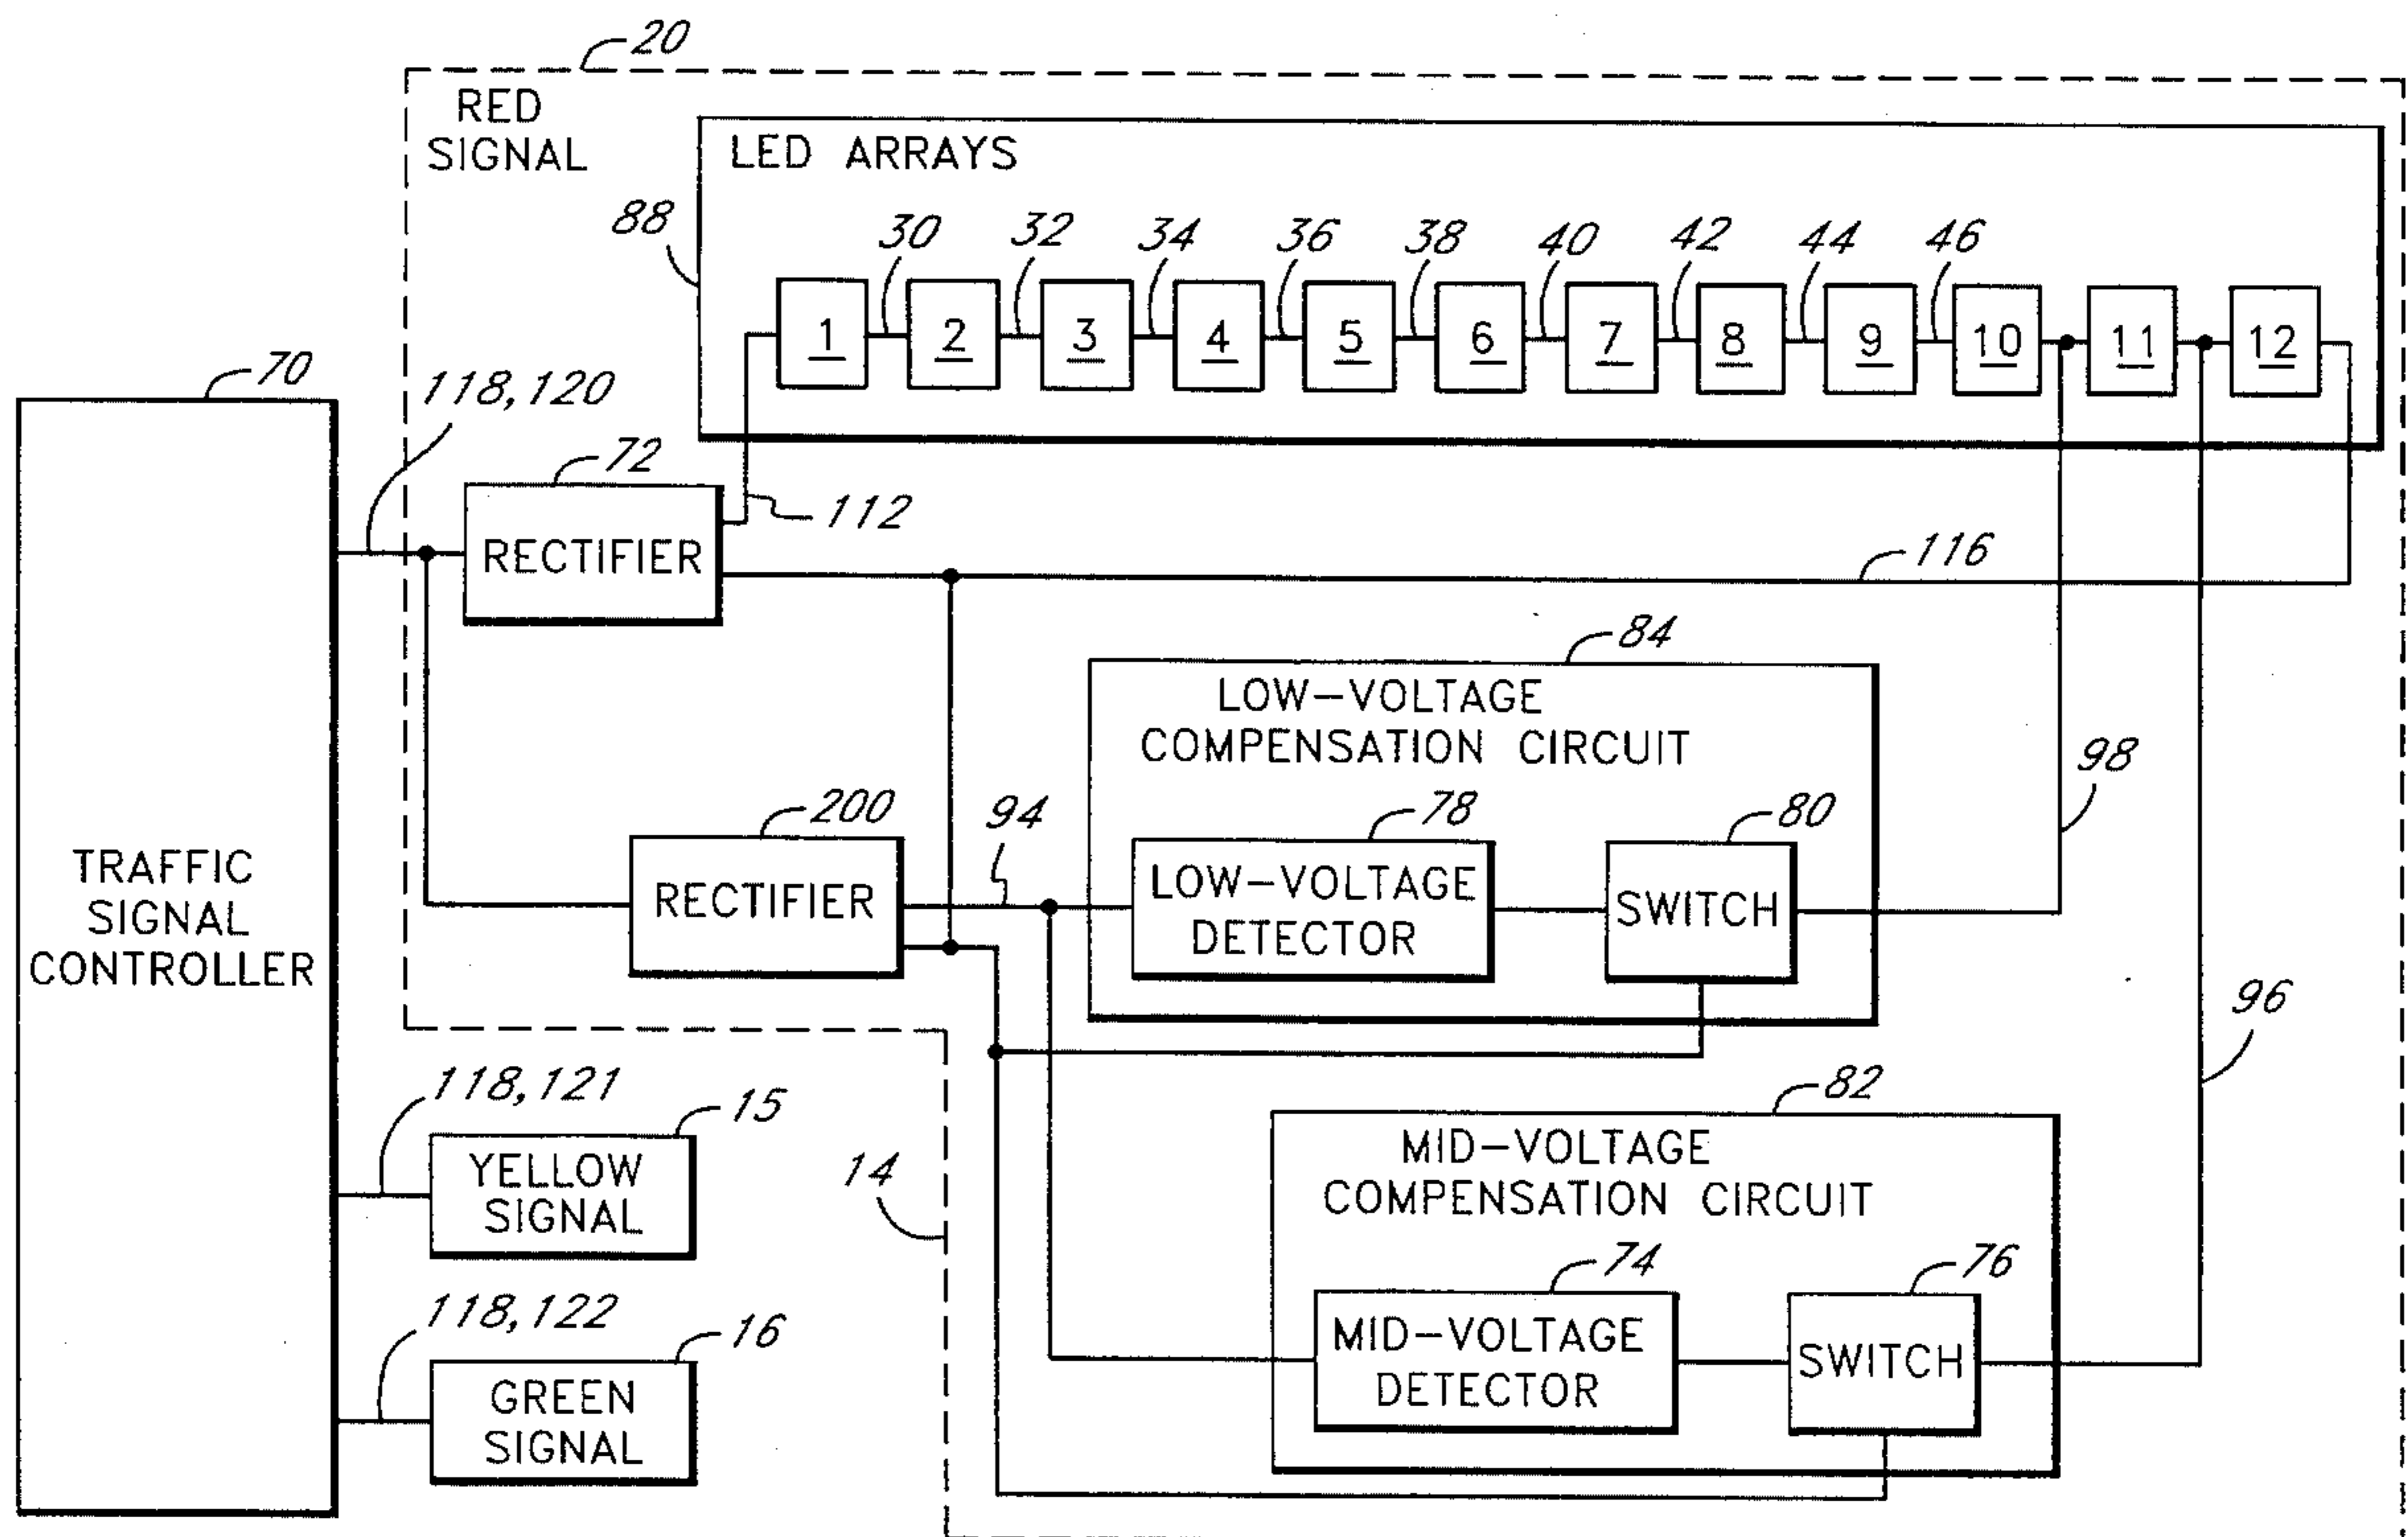 20
RED
SIGNAL
LED ARRAYS
88
30
32
34
36
38
40
42
44
46
1
2
3
4
5
6
7
8
9
10
11
12
70
118, 120
72
RECTIFIER
112
116
84
LOW-VOLTAGE
COMPENSATION CIRCUIT
98
200
RECTIFIER
94
78
LOW-VOLTAGE
DETECTOR
80
SWITCH
TRAFFIC
SIGNAL
CONTROLLER
96
118, 121
15
YELLOW
SIGNAL
14
82
MID-VOLTAGE
COMPENSATION CIRCUIT
74
MID-VOLTAGE
DETECTOR
76
SWITCH
118, 122
16
GREEN
SIGNAL